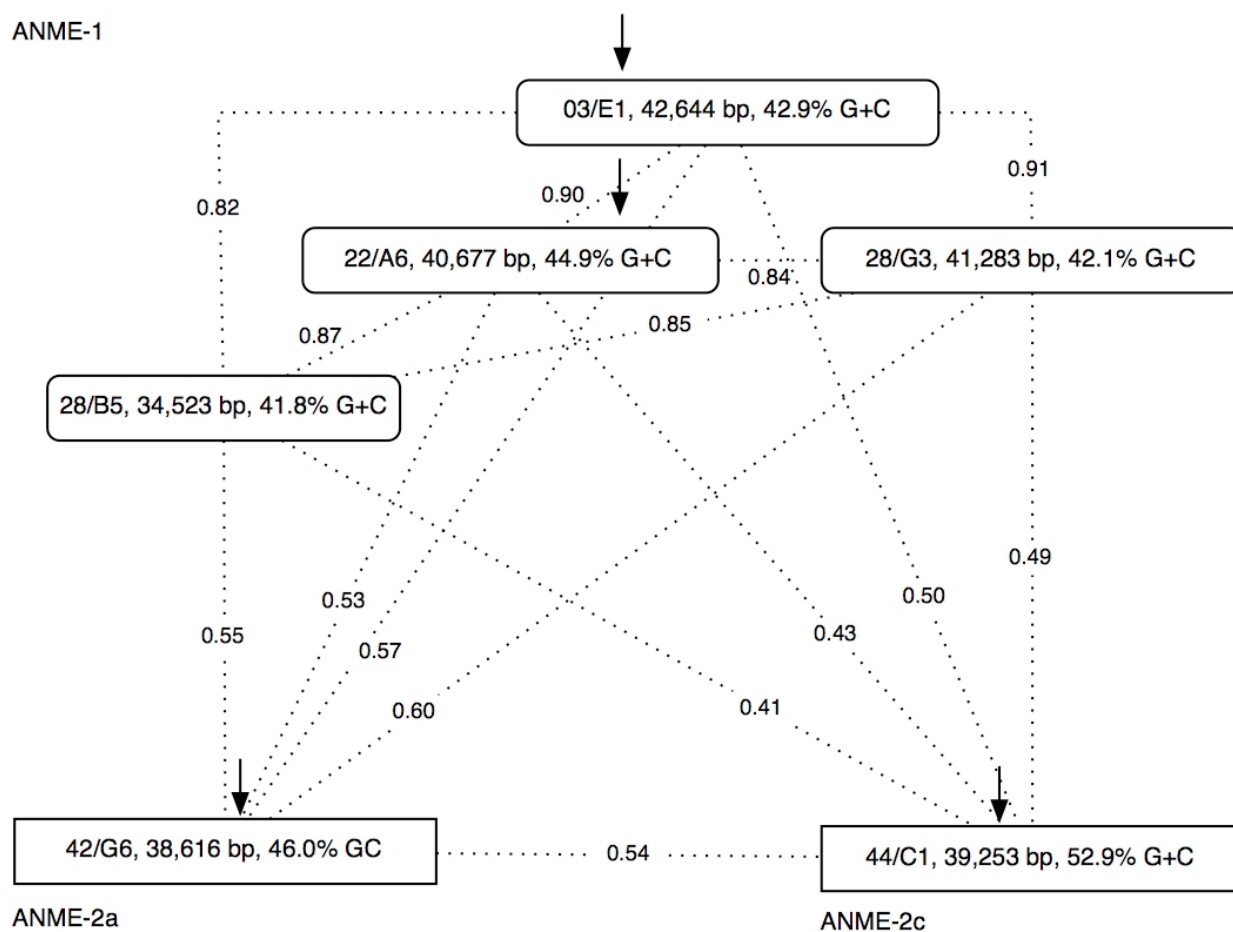 ANME-1
03/E1, 42,644 bp, 42.9% G+C
0.91
0.90
0.82
22/A6, 40,677 bp, 44.9% G+C
28/G3, 41,283 bp, 42.1% G+C
0.84
0.85
0.87
28/B5, 34,523 bp, 41.8% G+C
0.49
0.53
0.50
0.55
0.43
0.57
0.60
0.41
42/G6, 38,616 bp, 46.0% GC
0.54
44/C1, 39,253 bp, 52.9% G+C
ANME-2a
ANME-2c